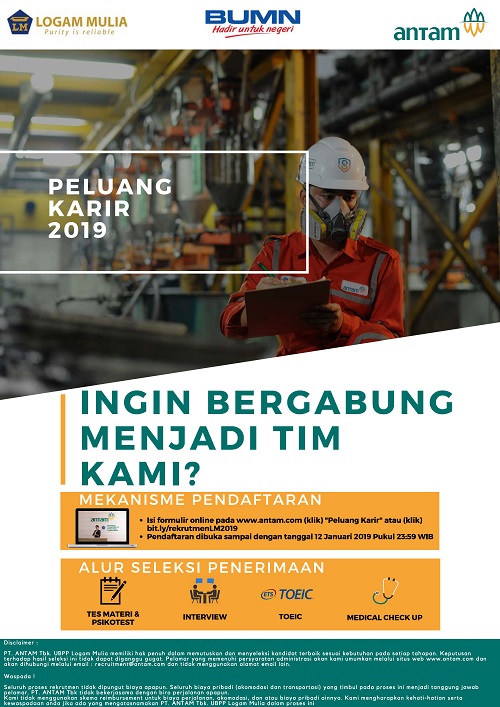 LOGAM MULIA
Purity is reliable
BUMN
Hadir untuk negeri
antam
PELUANG
KARIR
2019
INGIN BERGABUNG
MENJADI TIM
KAMI?
MEKANISME PENDAFTARAN
antam
• Isi formulir online pada www.antam.com (klik) "Peluang Karir" atau (klik)
bit.ly/rekrutmenLM2019
• Pendaftaran dibuka sampai dengan tanggal 12 Januari 2019 Pukul 23:59 WIB
ALUR SELEKSI PENERIMAAN
TES MATERI &
PSIKOTEST
INTERVIEW
ETS TOEIC
TOEIC
MEDICAL CHECK UP
Disclaimer :
PT. ANTAM Tbk. UBPP Logam Mulia memiliki hak penuh dalam memutuskan dan menyeleksi kandidat terbaik sesuai kebutuhan pada setiap tahapan. Keputusan
terhadap hasil seleksi ini tidak dapat diganggu gugat. Pelamar yang memenuhi persyaratan administrasi akan kami umumkan melalui situs web www.antam.com dan
akan dihubungi melalui email : recruitment@antam.com dan tidak menggunakan alamat email lain.
Waspada !
Seluruh proses rekrutmen tidak dipungut biaya apapun. Seluruh biaya pribadi (akomodasi dan transportasi) yang timbul pada proses ini menjadi tanggung jawab
pelamar. PT. ANTAM Tbk tidak bekerjasama dengan biro perjalanan apapun.
Kami tidak menggunakan skema reimbursement untuk biaya perjalanan, akomodasi, dan atau biaya pribadi lainnya. Kami mengharapkan kehati-hatian serta
kewaspadaan anda jika ada yang mengatasnamakan PT. ANTAM Tbk. UBPP Logam Mulia dalam proses ini